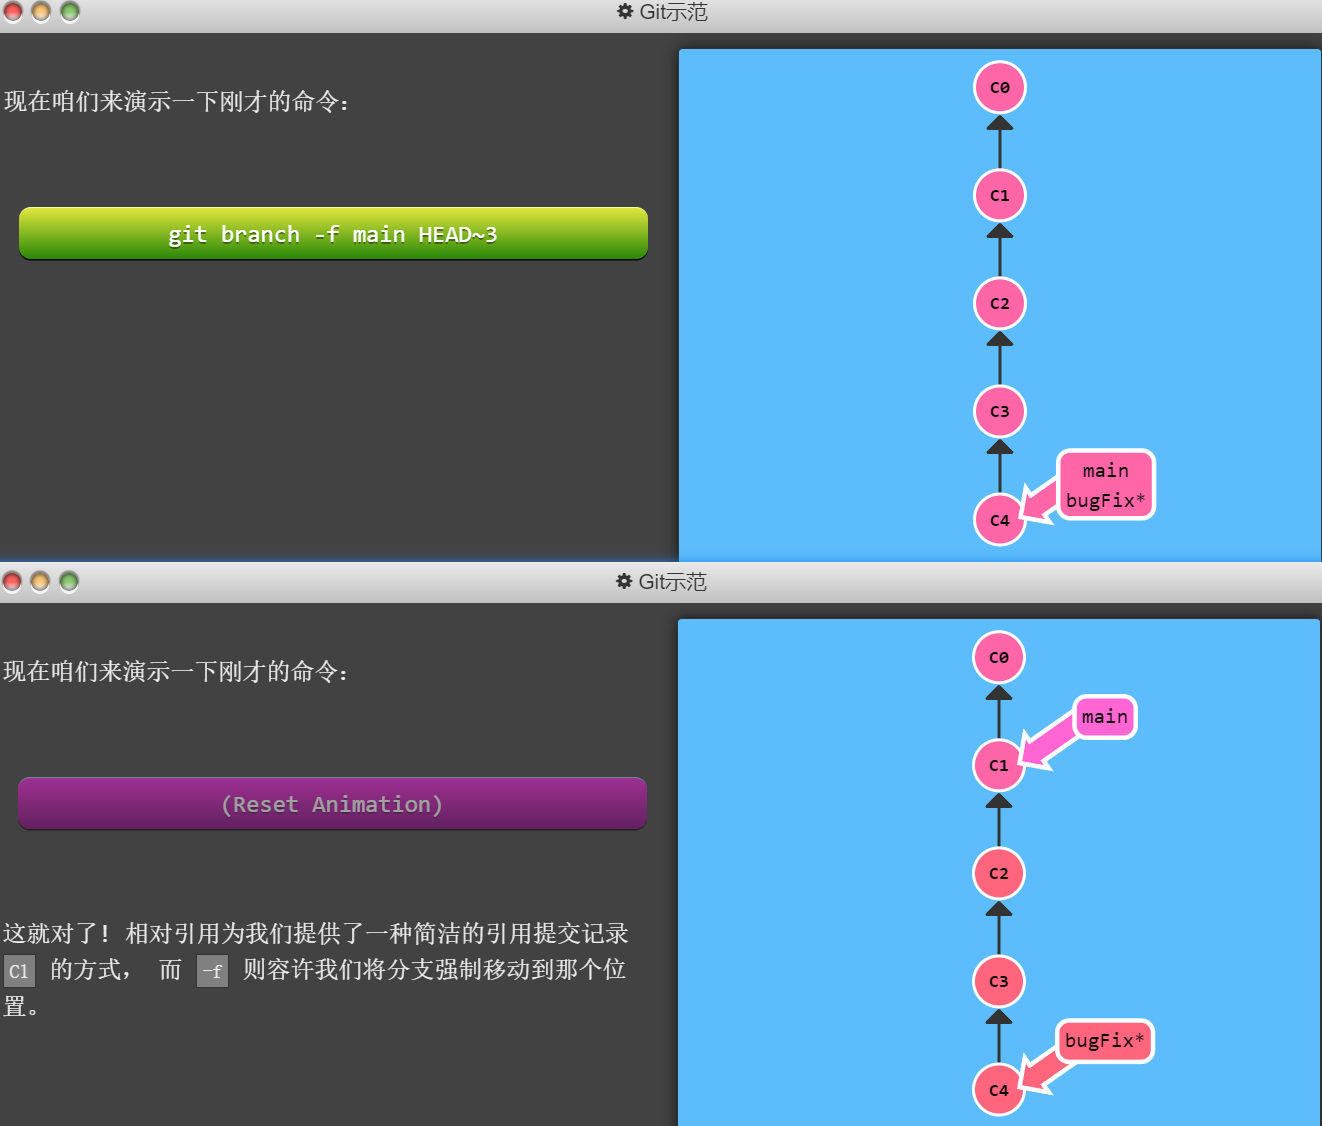 Git示范
现在咱们来演示一下刚才的命令：
git branch -f main HEAD~3
C0
C1
C2
C3
main
bugFix*
C4
Git示范
现在咱们来演示一下刚才的命令：
(Reset Animation)
这就对了！相对引用为我们提供了一种简洁的引用提交记录
C1 的方式， 而 -f 则容许我们将分支强制移动到那个位
置。
C0
main
C1
C2
C3
bugFix*
C4